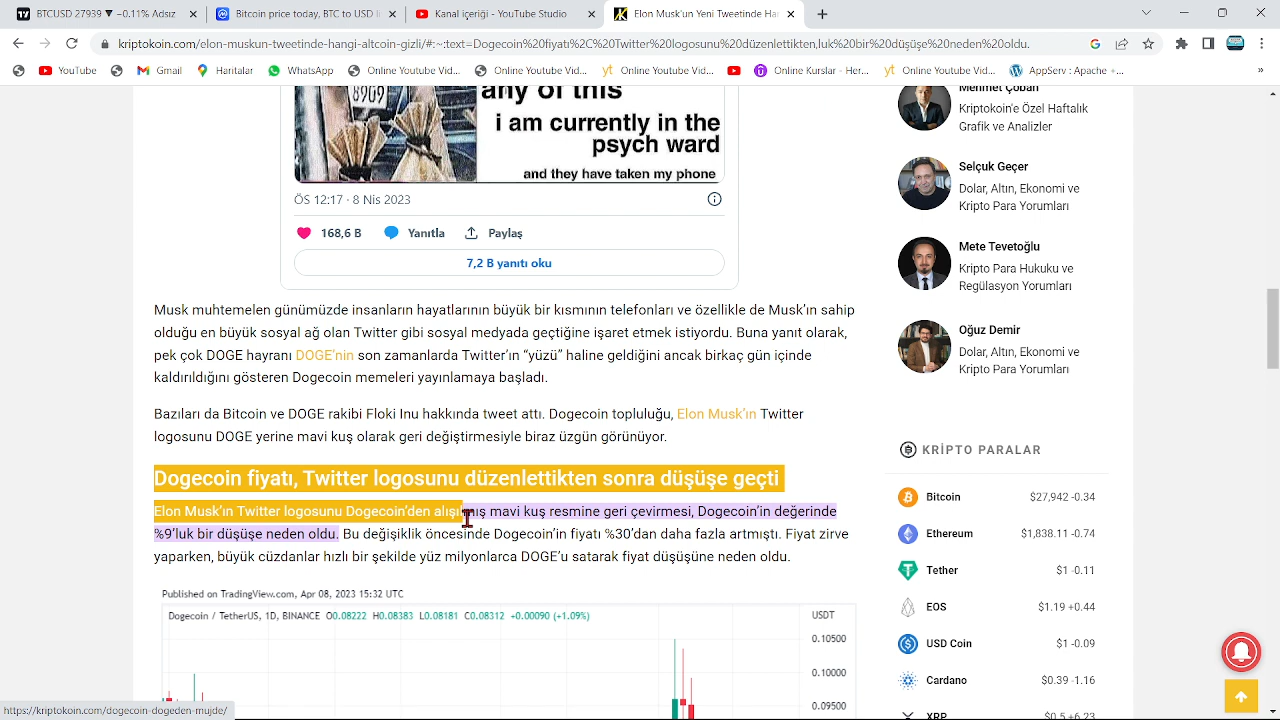 BTCUSD 27939 ▼ −0.11% Adsız
Bitcoin price today, BTC to USD li
Kanal İçeriği - YouTube Studio
Elon Musk'ın Tweetinde Ha
kriptokoin.com/elon-muskun-tweetinde-hangi-altcoin-gizli/#:~:text=Dogecoin%20fiyatı%2C%20Twitter%20logosunu%20düzenlettikten,luk%20bir%20düşüşe%20neden%20oldu.
YouTube
Gmail
Haritalar
WhatsApp
Online Youtube Vid...
Online Youtube Vid...
Online Youtube Vid...
Online Kurslar - Her...
Online Youtube Vid...
AppServ : Apache +...
»
8909
any of this
i am currently in the
psych ward
and they have taken my phone
ÖS 12:17 · 8 Nis 2023
168,6 B Yanıtla Paylaş
7,2 B yanıtı oku
Musk muhtemelen günümüzde insanların hayatlarının büyük bir kısmının telefonları ve özellikle de Musk'ın sahip
olduğu en büyük sosyal ağ olan Twitter gibi sosyal medyada geçtiğine işaret etmek istiyordu. Buna yanıt olarak,
pek çok DOGE hayranı DOGE'nin son zamanlarda Twitter'ın “yüzü” haline geldiğini ancak birkaç gün içinde
kaldırıldığını gösteren Dogecoin memeleri yayınlamaya başladı.
Bazıları da Bitcoin ve DOGE rakibi Floki Inu hakkında tweet attı. Dogecoin topluluğu, Elon Musk'ın Twitter
logosunu DOGE yerine mavi kuş olarak geri değiştirmesiyle biraz üzgün görünüyor.
Dogecoin fiyatı, Twitter logosunu düzenlettikten sonra düşüşe geçti
Elon Musk'ın Twitter logosunu Dogecoin'den alışılmış mavi kuş resmine geri çevirmesi, Dogecoin'in değerinde
%9'luk bir düşüşe neden oldu. Bu değişiklik öncesinde Dogecoin'in fiyatı %30'dan daha fazla artmıştı. Fiyat zirve
yaparken, büyük cüzdanlar hızlı bir şekilde yüz milyonlarca DOGE'u satarak fiyat düşüşüne neden oldu.
Published on TradingView.com, Apr 08, 2023 15:32 UTC
Dogecoin / TetherUS, 1D, BINANCE O0.08222 H0.08383 L0.08181 C0.08312 +0.00090 (+1.09%)
USDT
0.10500
0.10000
0.09500
Mehmet Çoban
Kriptokoin'e Özel Haftalık
Grafik ve Analizler
Selçuk Geçer
Dolar, Altın, Ekonomi ve
Kripto Para Yorumları
Mete Tevetoğlu
Kripto Para Hukuku ve
Regülasyon Yorumları
Oğuz Demir
Dolar, Altın, Ekonomi ve
Kripto Para Yorumları
KRİPTO PARALAR
Bitcoin $27,942 -0.34
Ethereum $1,838.11 -0.74
Tether $1 -0.11
EOS $1.19 +0.44
USD Coin $1 -0.09
Cardano $0.39 -1.16
XRP $0.5 +6.23
https://kriptokoin.com/dogecoin-dogeden-mude/